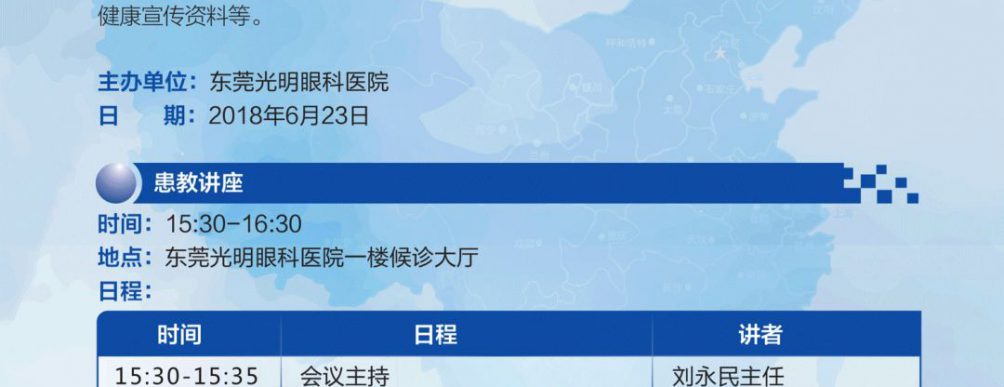 健康宣传资料等。
主办单位：东莞光明眼科医院
日　　期：2018年6月23日
患教讲座
时间：15:30-16:30
地点：东莞光明眼科医院一楼候诊大厅
日程：
时间 日程 讲者
15:30-15:35 会议主持 刘永民主任